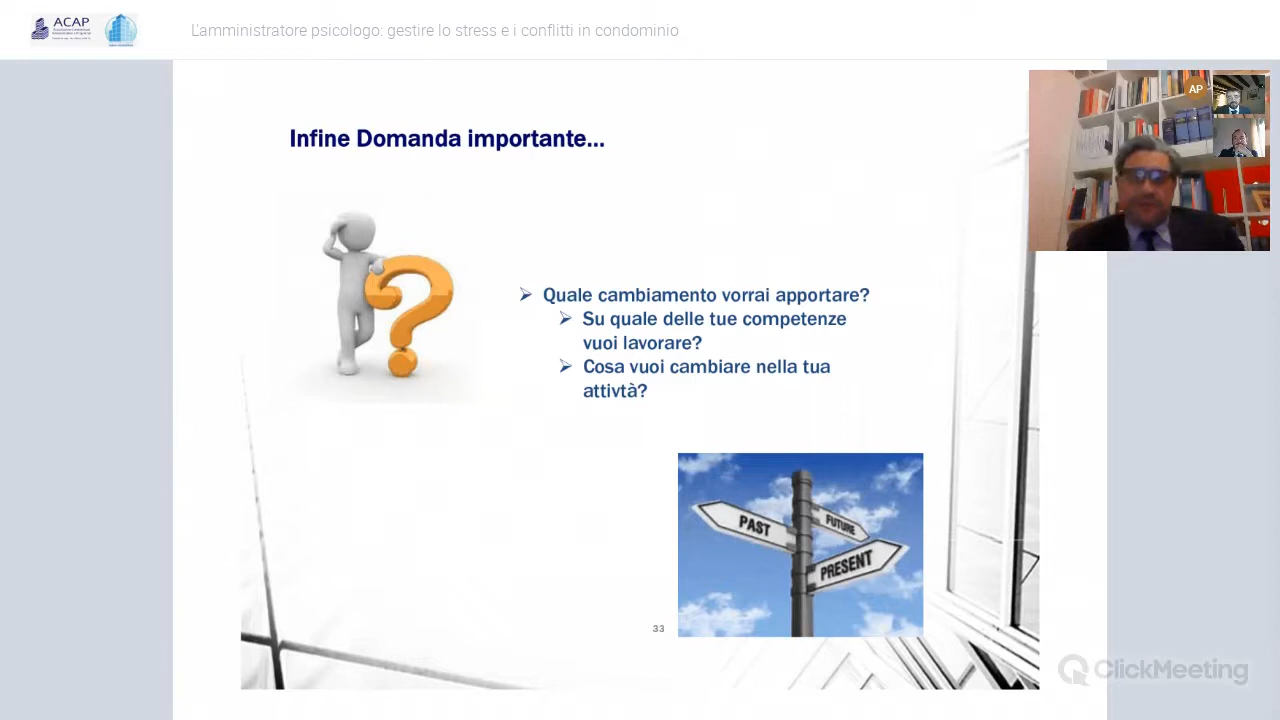 ACAP
L'amministratore psicologo: gestire lo stress e i conflitti in condominio
AP
Infine Domanda importante...
Quale cambiamento vorrai apportare?
Su quale delle tue competenze
vuoi lavorare?
Cosa vuoi cambiare nella tua
attivtà?
PAST
FUTURE
PRESENT
33
ClickMeeting